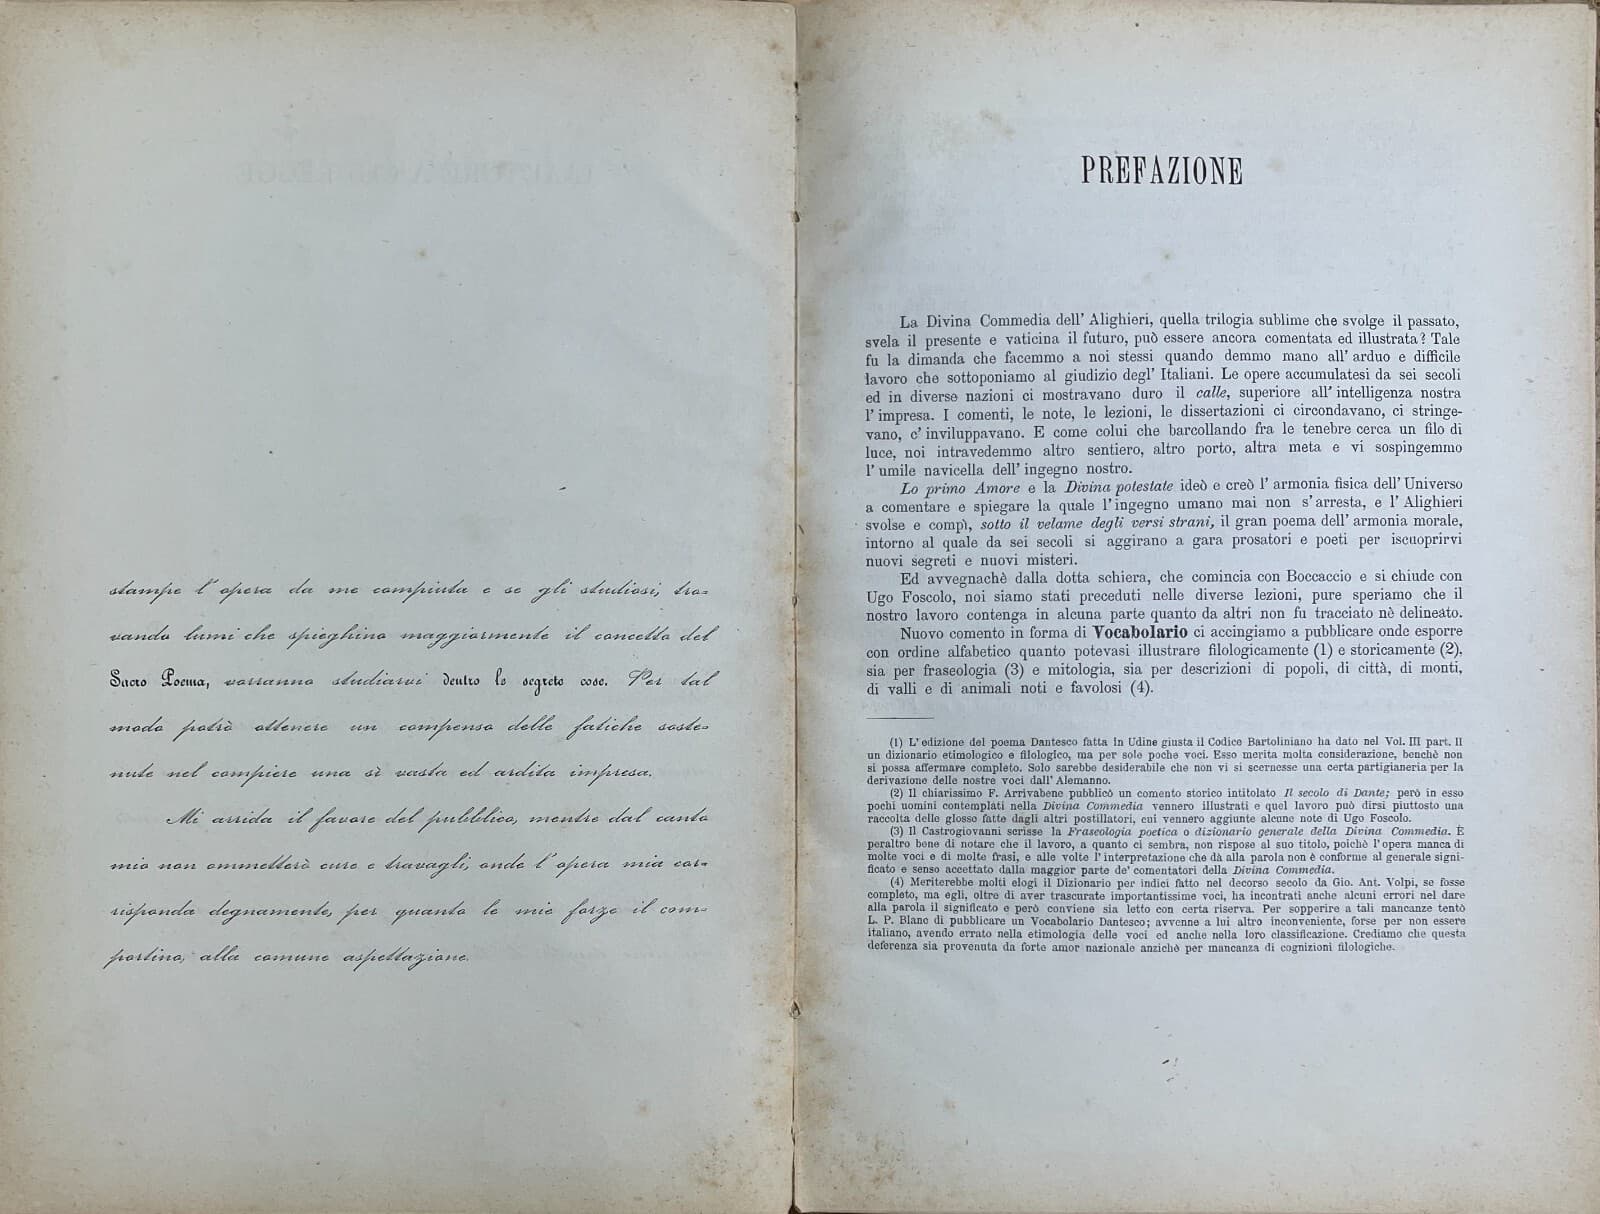 stampe l' opera da me compiuta e se gli studiosi, tro-
vando lumi che spieghino maggiormente il concetto del
Sacro Poema, vorranno studiarvi dentro le segrete cose. Per tal
modo potrò ottenere un compenso delle fatiche soste-
nute nel compiere una sì vasta ed ardita impresa.
Mi arrida il favore del pubblico, mentre dal canto
mio non ommetterò cure e travagli, onde l' opera mia cor-
risponda degnamente, per quanto le mie forze il com-
portino, alla comune aspettazione.
PREFAZIONE
La Divina Commedia dell' Alighieri, quella trilogia sublime che svolge il passato,
svela il presente e vaticina il futuro, può essere ancora comentata ed illustrata? Tale
fu la dimanda che facemmo a noi stessi quando demmo mano all' arduo e difficile
lavoro che sottoponiamo al giudizio degl' Italiani. Le opere accumulatesi da sei secoli
ed in diverse nazioni ci mostravano duro il calle, superiore all' intelligenza nostra
l' impresa. I comenti, le note, le lezioni, le dissertazioni ci circondavano, ci stringe-
vano, c' inviluppavano. E come colui che barcollando fra le tenebre cerca un filo di
luce, noi intravedemmo altro sentiero, altro porto, altra meta e vi sospingemmo
l' umile navicella dell' ingegno nostro.
Lo primo Amore e la Divina potestate ideò e creò l' armonia fisica dell' Universo
a comentare e spiegare la quale l' ingegno umano mai non s' arresta, e l' Alighieri
svolse e compì, sotto il velame degli versi strani, il gran poema dell' armonia morale,
intorno al quale da sei secoli si aggirano a gara prosatori e poeti per iscuoprirvi
nuovi segreti e nuovi misteri.
Ed avvegnachè dalla dotta schiera, che comincia con Boccaccio e si chiude con
Ugo Foscolo, noi siamo stati preceduti nelle diverse lezioni, pure speriamo che il
nostro lavoro contenga in alcuna parte quanto da altri non fu tracciato nè delineato.
Nuovo comento in forma di Vocabolario ci accingiamo a pubblicare onde esporre
con ordine alfabetico quanto potevasi illustrare filologicamente (1) e storicamente (2),
sia per fraseologia (3) e mitologia, sia per descrizioni di popoli, di città, di monti,
di valli e di animali noti e favolosi (4).
(1) L' edizione del poema Dantesco fatta in Udine giusta il Codice Bartoliniano ha dato nel Vol. III part. II
un dizionario etimologico e filologico, ma per sole poche voci. Esso merita molta considerazione, benchè non
si possa affermare completo. Solo sarebbe desiderabile che non vi si scernesse una certa partigianeria per la
derivazione delle nostre voci dall' Alemanno.
(2) Il chiarissimo F. Arrivabene pubblicò un comento storico intitolato Il secolo di Dante; però in esso
pochi uomini contemplati nella Divina Commedia vennero illustrati e quel lavoro può dirsi piuttosto una
raccolta delle glosse fatte dagli altri postillatori, cui vennero aggiunte alcune note di Ugo Foscolo.
(3) Il Castrogiovanni scrisse la Fraseologia poetica o dizionario generale della Divina Commedia. È
peraltro bene di notare che il lavoro, a quanto ci sembra, non rispose al suo titolo, poichè l' opera manca di
molte voci e di molte frasi, e alle volte l' interpretazione che dà alla parola non è conforme al generale signi-
ficato e senso accettato dalla maggior parte de' comentatori della Divina Commedia.
(4) Meriterebbe molti elogi il Dizionario per indici fatto nel decorso secolo da Gio. Ant. Volpi, se fosse
completo, ma egli, oltre di aver trascurate importantissime voci, ha incontrati anche alcuni errori nel dare
alla parola il significato e però conviene sia letto con certa riserva. Per sopperire a tali mancanze tentò
L. P. Blanc di pubblicare un Vocabolario Dantesco; avvenne a lui altro inconveniente, forse per non essere
italiano, avendo errato nella etimologia delle voci ed anche nella loro classificazione. Crediamo che questa
deferenza sia provenuta da forte amor nazionale anzichè per mancanza di cognizioni filologiche.